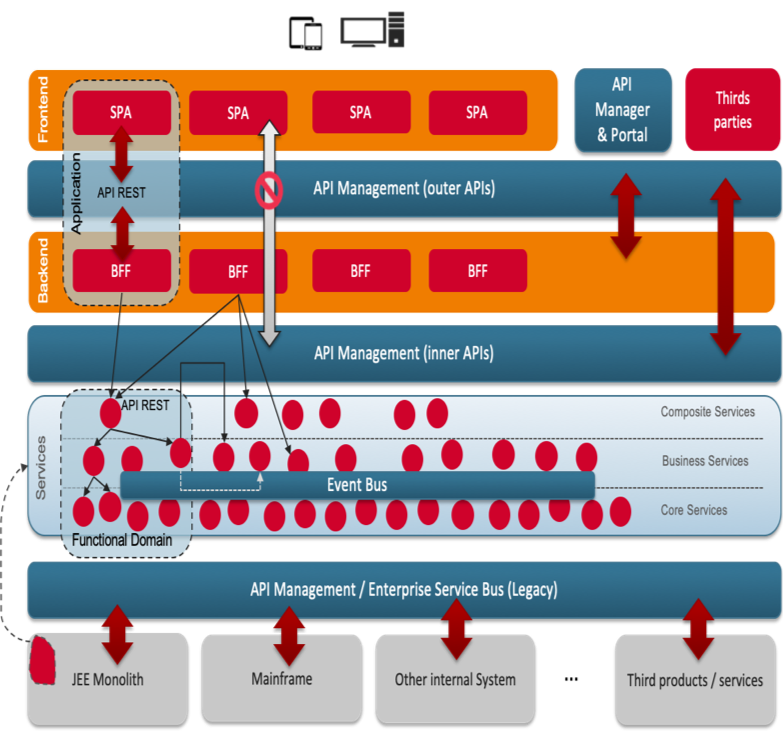 Frontend
SPA
SPA
SPA
SPA
API
Manager
& Portal
Thirds
parties
Application
API REST
API Management (outer APIs)
Backend
BFF
BFF
BFF
BFF
API Management (inner APIs)
Services
API REST
Composite Services
Business Services
Event Bus
Core Services
Functional Domain
API Management / Enterprise Service Bus (Legacy)
JEE Monolith
Mainframe
Other internal System
...
Third products / services